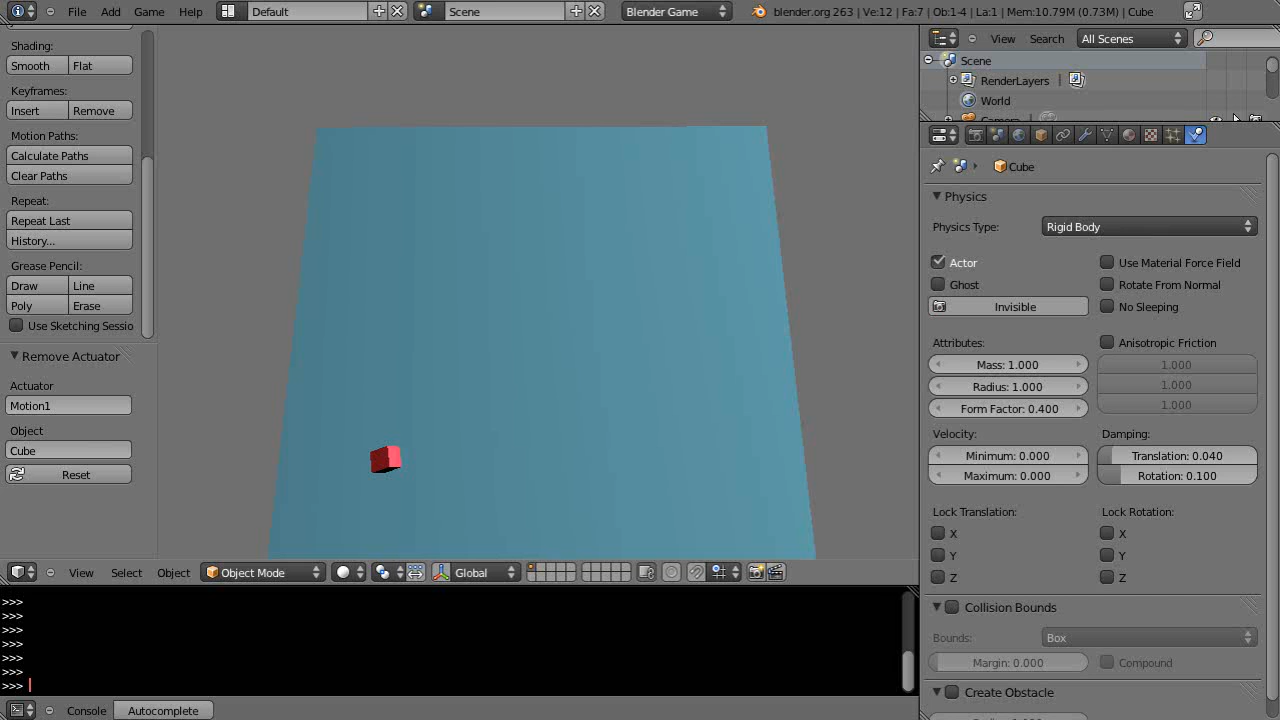 File Add Game Help Default Scene Blender Game blender.org 263 | Ve:12 | Fa:7 | Ob:1-4 | La:1 | Mem:10.79M (0.73M) | Cube
View Search All Scenes
Scene
RenderLayers
World
Cube
Physics
Physics Type: Rigid Body
Actor Use Material Force Field
Ghost Rotate From Normal
Invisible No Sleeping
Attributes: Anisotropic Friction
Mass: 1.000 1.000
Radius: 1.000 1.000
Form Factor: 0.400 1.000
Velocity: Damping:
Minimum: 0.000 Translation: 0.040
Maximum: 0.000 Rotation: 0.100
Lock Translation: Lock Rotation:
X X
Y Y
Z Z
Collision Bounds
Bounds: Box
Margin: 0.000 Compound
Create Obstacle
Shading:
Smooth Flat
Keyframes:
Insert Remove
Motion Paths:
Calculate Paths
Clear Paths
Repeat:
Repeat Last
History...
Grease Pencil:
Draw Line
Poly Erase
Use Sketching Sessio
Remove Actuator
Actuator
Motion1
Object
Cube
Reset
View Select Object Object Mode Global
>>>
>>>
>>>
>>>
>>>
>>>
>>>
Console Autocomplete